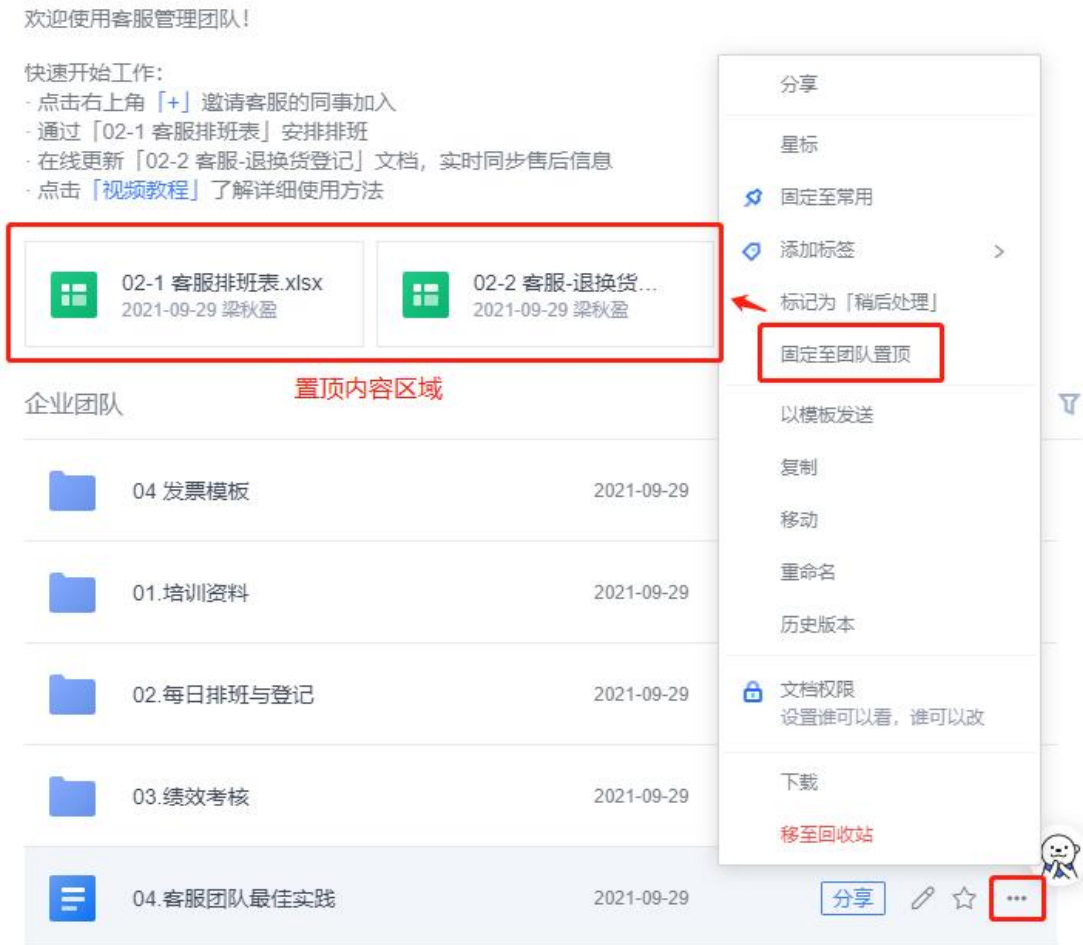 欢迎使用客服管理团队！
快速开始工作：
· 点击右上角「+」邀请客服的同事加入
· 通过「02-1 客服排班表」安排排班
· 在线更新「02-2 客服-退换货登记」文档，实时同步售后信息
· 点击「视频教程」了解详细使用方法
02-1 客服排班表.xlsx
2021-09-29 梁秋盈
02-2 客服-退换货...
2021-09-29 梁秋盈
置顶内容区域
企业团队
04 发票模板
2021-09-29
01.培训资料
2021-09-29
02.每日排班与登记
2021-09-29
03.绩效考核
2021-09-29
04.客服团队最佳实践
2021-09-29
分享
分享
星标
固定至常用
添加标签
标记为「稍后处理」
固定至团队置顶
以模板发送
复制
移动
重命名
历史版本
文档权限
设置谁可以看，谁可以改
下载
移至回收站